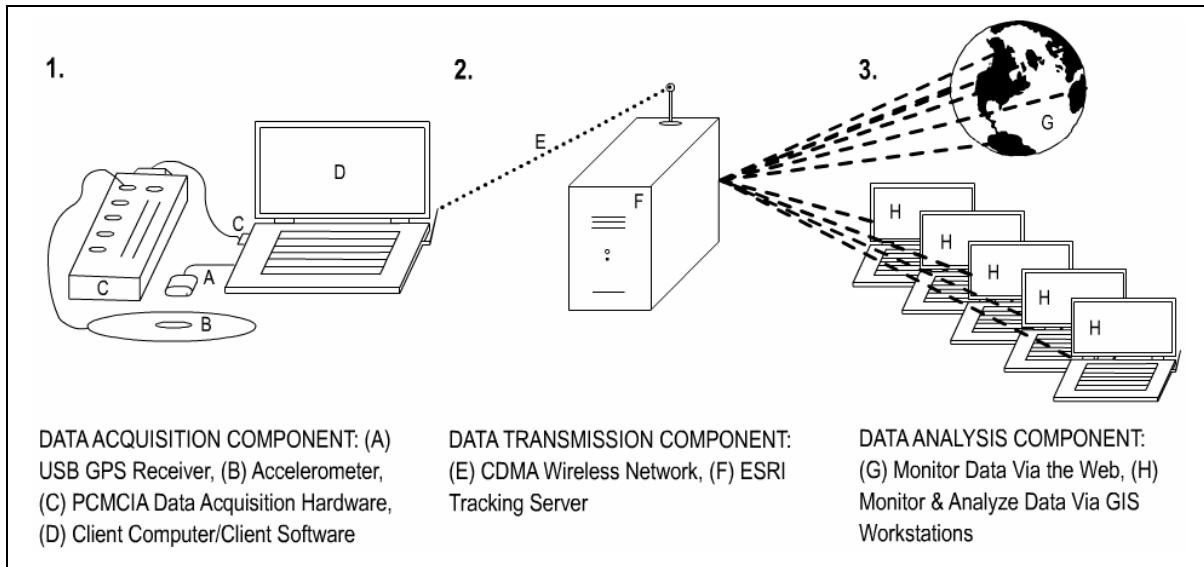 1.
2.
3.
D
E
F
G
C
A
C
B
H
H
H
H
H
DATA ACQUISITION COMPONENT: (A)
USB GPS Receiver, (B) Accelerometer,
(C) PCMCIA Data Acquisition Hardware,
(D) Client Computer/Client Software
DATA TRANSMISSION COMPONENT:
(E) CDMA Wireless Network, (F) ESRI
Tracking Server
DATA ANALYSIS COMPONENT:
(G) Monitor Data Via the Web, (H)
Monitor & Analyze Data Via GIS
Workstations